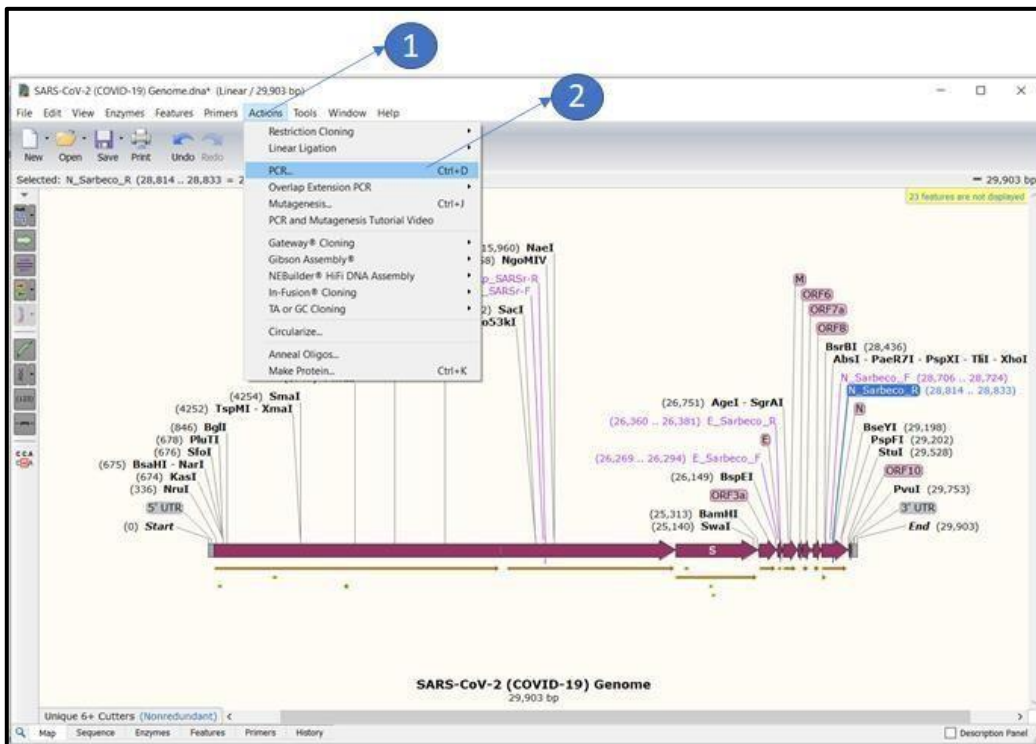 1
2
SARS-CoV-2 (COVID-19) Genome.dna* (Linear / 29,903 bp)
File Edit View Enzymes Features Primers Actions Tools Window Help
New Open Save Print Undo Redo
Restriction Cloning
Linear Ligation
PCR... Ctrl+D
Overlap Extension PCR
Mutagenesis... Ctrl+J
PCR and Mutagenesis Tutorial Video
Gateway® Cloning
Gibson Assembly®
NEBuilder® HiFi DNA Assembly
In-Fusion® Cloning
TA or GC Cloning
Circularize...
Anneal Oligos...
Make Protein... Ctrl+K
Selected: N_Sarbeco_R (28,814 .. 28,833 = 2
29,903 bp
23 features are not displayed
15,960) NaeI
NgoMIV
p_SARSr-R
_SARSr-F
2) SacI
o53kI
M
ORF6
ORF7a
ORF8
BsrBI (28,436)
AbsI - PaeR7I - PspXI - TliI - XhoI
N_Sarbeco_F (28,706 .. 28,724)
N_Sarbeco_R (28,814 .. 28,833)
(4254) SmaI
(4252) TspMI - XmaI
(26,751) AgeI - SgrAI
(26,360 .. 26,381) E_Sarbeco_R
N
(846) BglI
BseYI (29,198)
(678) PluTI
E
PspFI (29,202)
(676) SfoI
(26,269 .. 26,294) E_Sarbeco_F
StuI (29,528)
(675) BsaHI - NarI
ORF10
(674) KasI
(26,149) BspEI
(336) NruI
ORF3a
PvuI (29,753)
5' UTR
(25,313) BamHI
3' UTR
(0) Start
(25,140) SwaI
End (29,903)
S
SARS-CoV-2 (COVID-19) Genome
29,903 bp
Unique 6+ Cutters (Nonredundant)
Map Sequence Enzymes Features Primers History
Description Panel